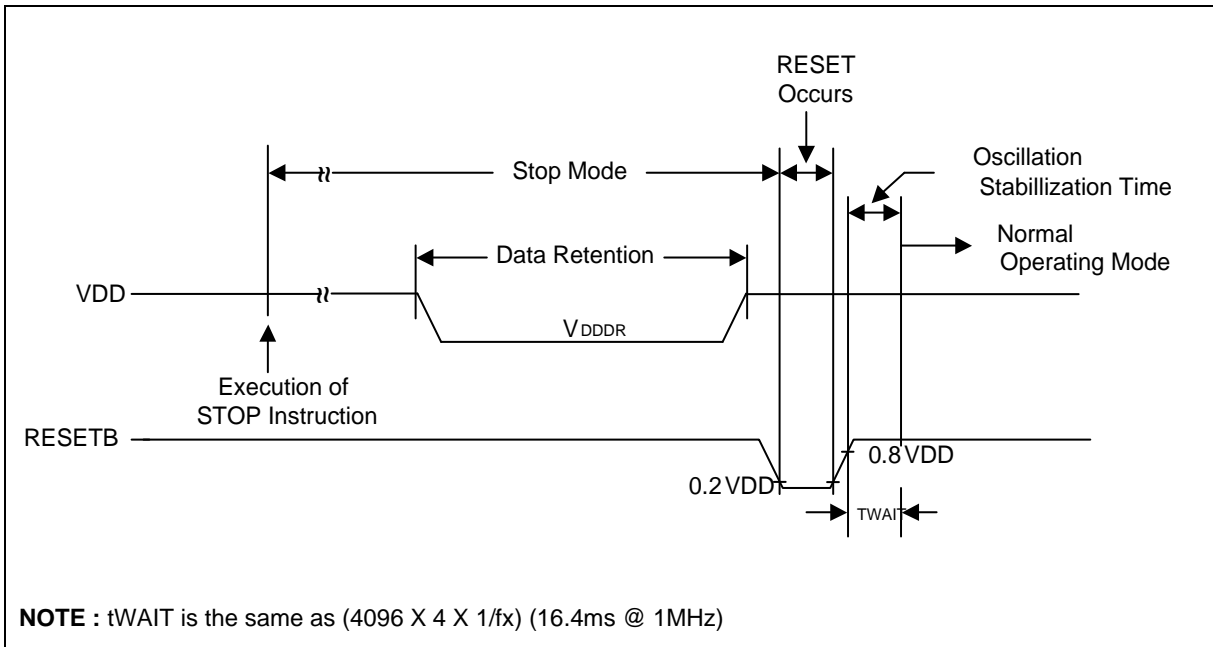 RESET
Occurs
Oscillation
Stabillization Time
Stop Mode
Normal
Operating Mode
Data Retention
VDD
VDDDR
Execution of
STOP Instruction
RESETB
0.8 VDD
0.2 VDD
TWAIT
NOTE : tWAIT is the same as (4096 X 4 X 1/fx) (16.4ms @ 1MHz)